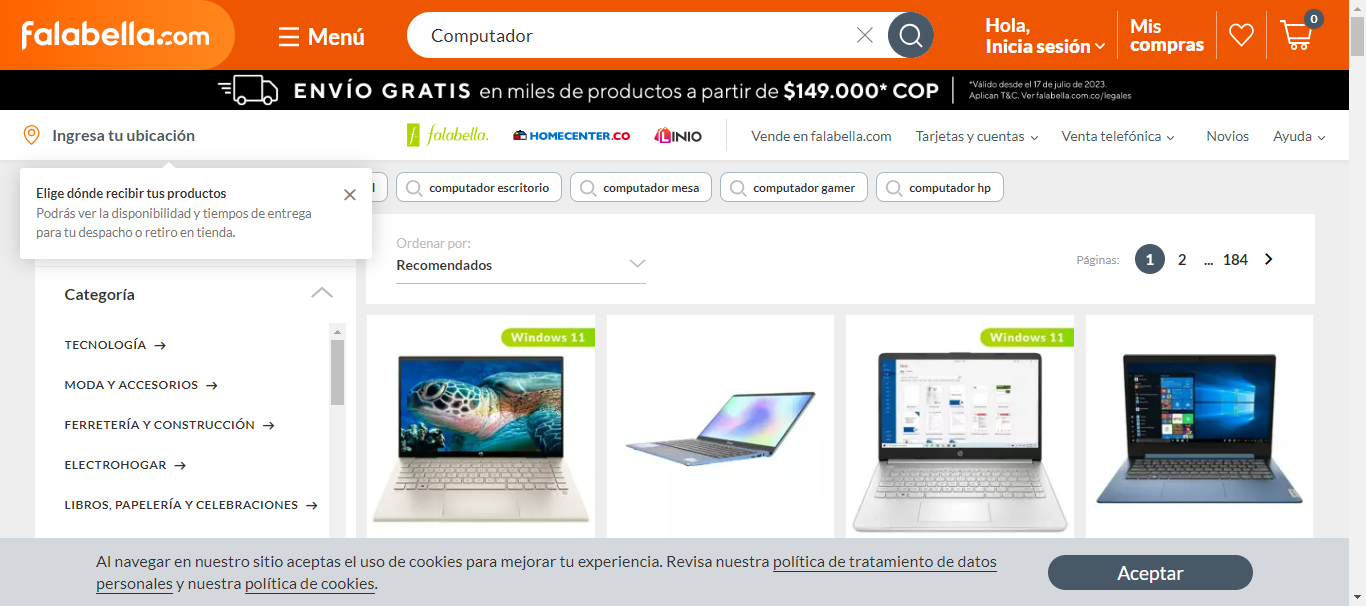 falabella.com
Menú
Computador
Hola,
Inicia sesión
Mis
compras
0
ENVÍO GRATIS en miles de productos a partir de $149.000* COP
*Válido desde el 17 de julio de 2023.
Aplican T&C. Ver falabella.com.co/legales
Ingresa tu ubicación
falabella.
HOMECENTER.CO
LINIO
Vende en falabella.com
Tarjetas y cuentas
Venta telefónica
Novios
Ayuda
Elige dónde recibir tus productos
Podrás ver la disponibilidad y tiempos de entrega
para tu despacho o retiro en tienda.
l
computador escritorio
computador mesa
computador gamer
computador hp
Ordenar por:
Recomendados
Páginas:
1
2
...
184
Categoría
TECNOLOGÍA
MODA Y ACCESORIOS
FERRETERÍA Y CONSTRUCCIÓN
ELECTROHOGAR
LIBROS, PAPELERÍA Y CELEBRACIONES
Windows 11
Windows 11
Al navegar en nuestro sitio aceptas el uso de cookies para mejorar tu experiencia. Revisa nuestra política de tratamiento de datos
personales y nuestra política de cookies.
Aceptar